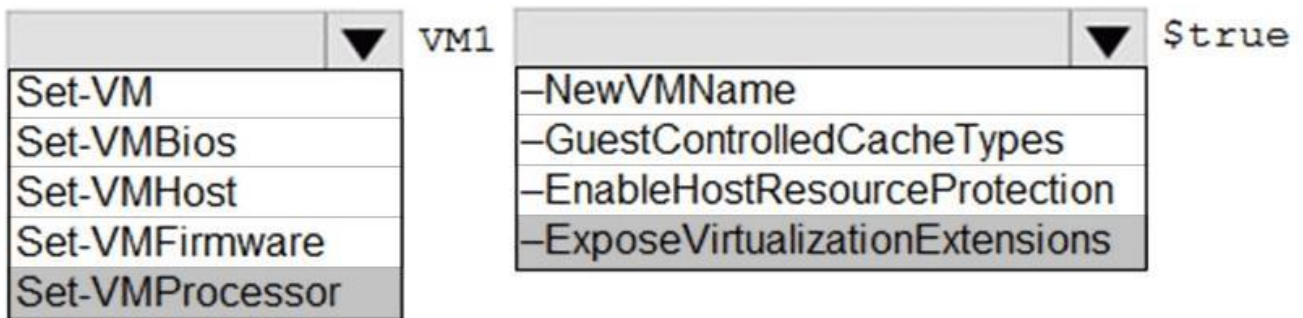 VM1 $true
Set-VM
Set-VMBios
Set-VMHost
Set-VMFirmware
Set-VMProcessor
–NewVMName
–GuestControlledCacheTypes
–EnableHostResourceProtection
–ExposeVirtualizationExtensions